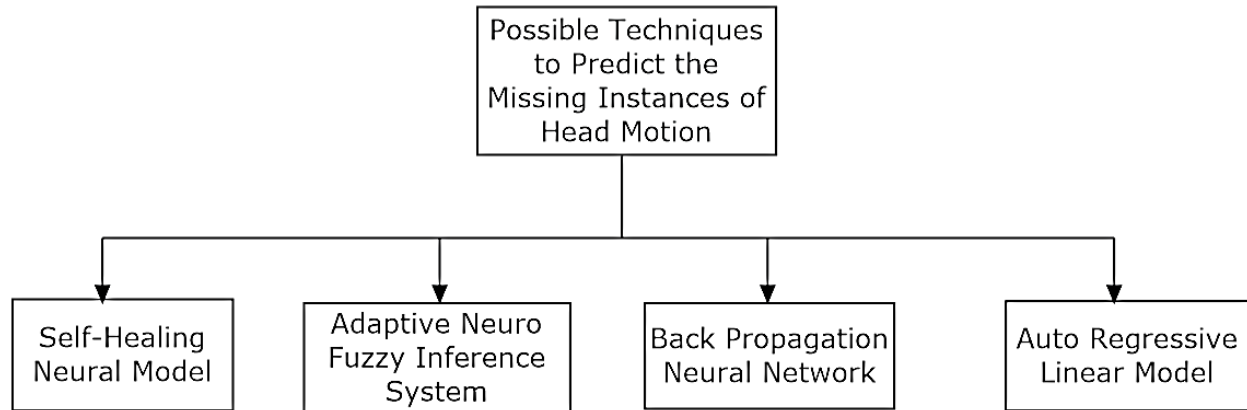 Possible Techniques
to Predict the
Missing Instances of
Head Motion
Self-Healing
Neural Model
Adaptive Neuro
Fuzzy Inference
System
Back Propagation
Neural Network
Auto Regressive
Linear Model